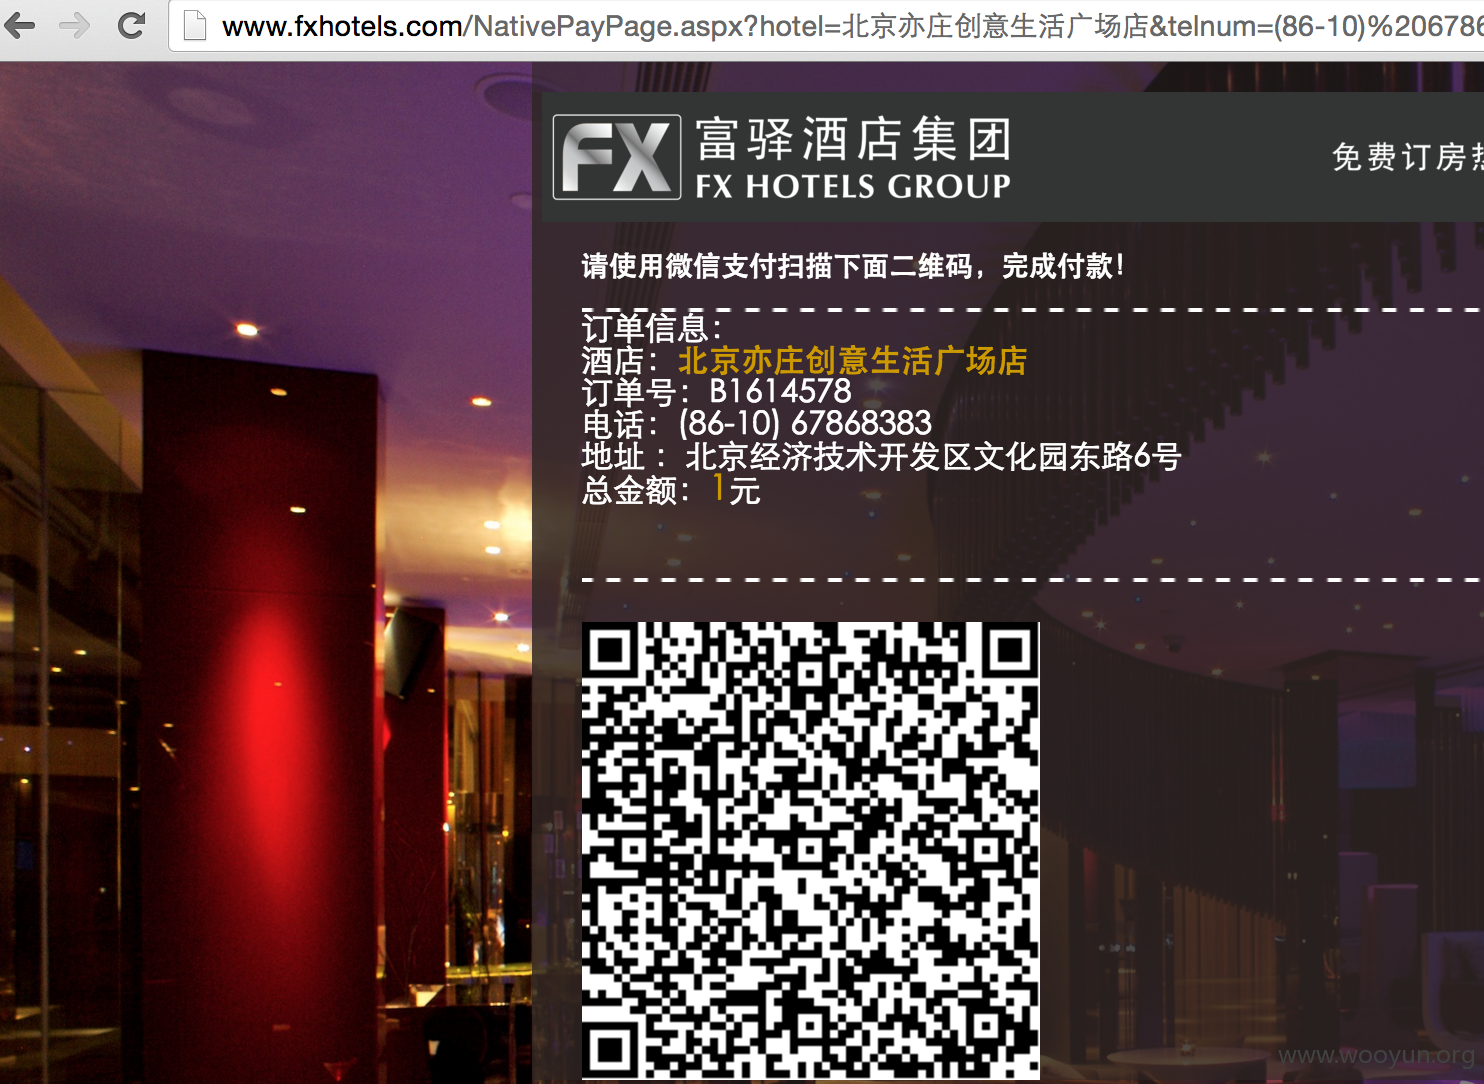 www.fxhotels.com/NativePayPage.aspx?hotel=北京亦庄创意生活广场店&telnum=(86-10)%206786
FX 富驿酒店集团
FX HOTELS GROUP
免费订房热
请使用微信支付扫描下面二维码，完成付款！
订单信息：
酒店：北京亦庄创意生活广场店
订单号：B1614578
电话：(86-10) 67868383
地址 ：北京经济技术开发区文化园东路6号
总金额：1元
www.wooyun.org